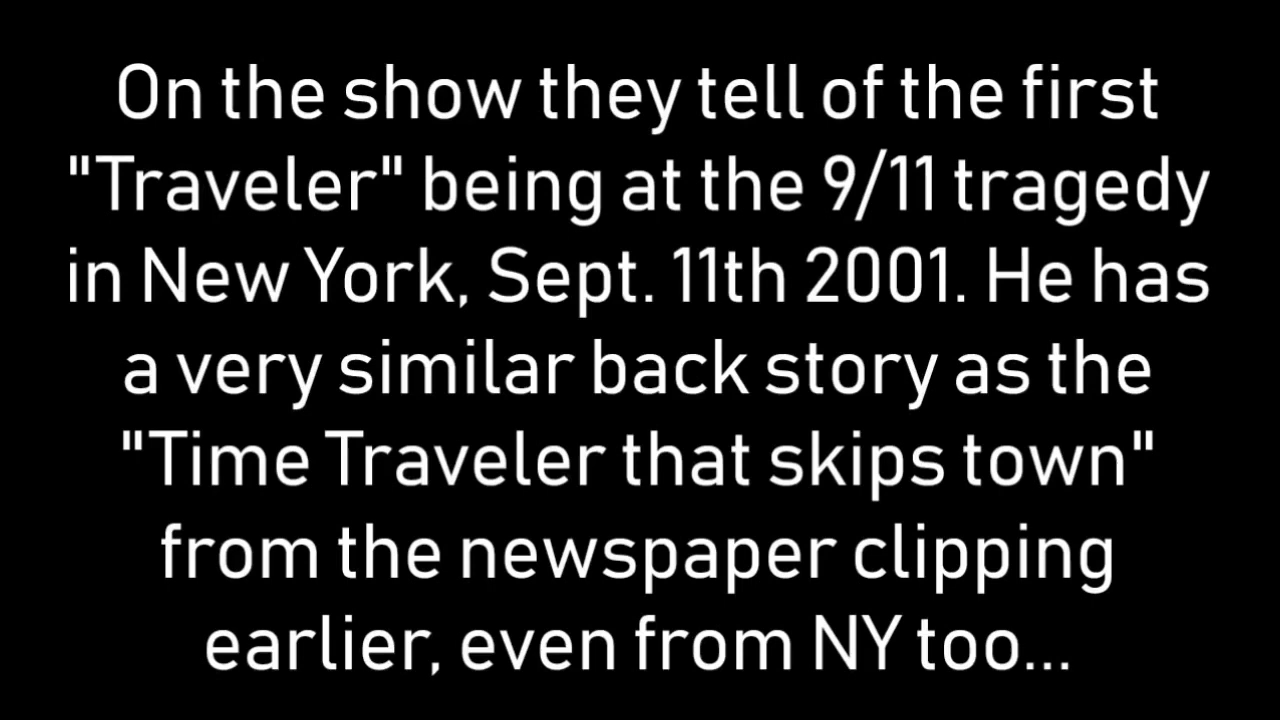 On the show they tell of the first
"Traveler" being at the 9/11 tragedy
in New York, Sept. 11th 2001. He has
a very similar back story as the
"Time Traveler that skips town"
from the newspaper clipping
earlier, even from NY too...